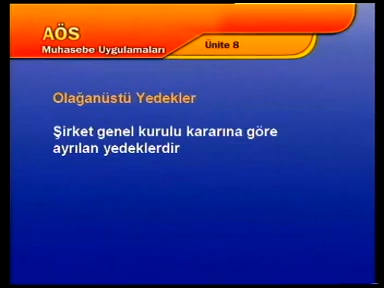 AÖS
Muhasebe Uygulamaları
Ünite 8
Olağanüstü Yedekler
Şirket genel kurulu kararına göre
ayrılan yedeklerdir